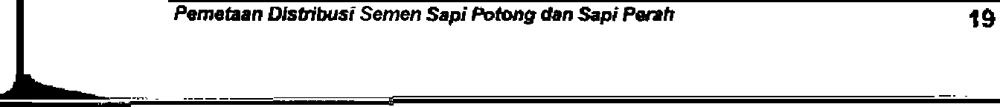 Pemetaan Distribusi Semen Sapi Potong dan Sapi Perah 19